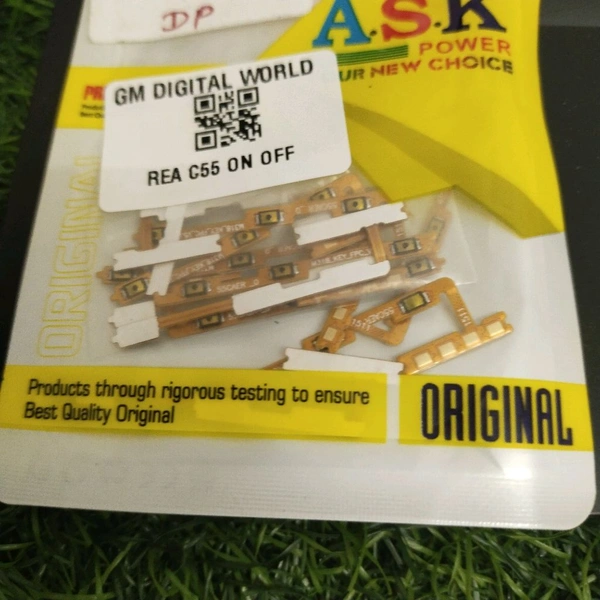 DP
A.S.K
POWER
UR NEW CHOICE
GM DIGITAL WORLD
REA C55 ON OFF
ORIGINAL
Products through rigorous testing to ensure
Best Quality Original
ORIGINAL